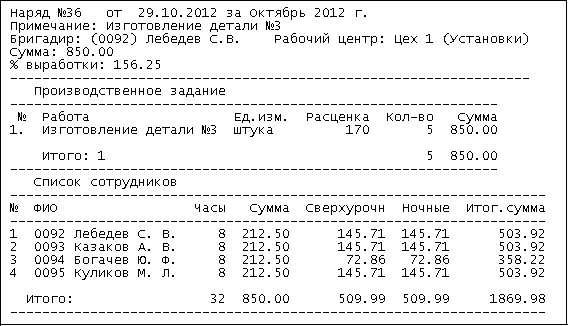 Наряд №36   от  29.10.2012 за Октябрь 2012 г.
Примечание: Изготовление детали №3
Бригадир: (0092) Лебедев С.В.    Рабочий центр: Цех 1 (Установки)
Сумма: 850.00
% выработки: 156.25
Производственное задание
№  Работа                  Ед.изм.  Расценка  Кол-во   Сумма
1.  Изготовление детали №3  штука         170       5  850.00
Итого: 1                                       5  850.00
Список сотрудников
№  ФИО                 Часы   Сумма  Сверхурочн  Ночные  Итог.сумма
1  0092 Лебедев С. В.     8  212.50      145.71  145.71      503.92
2  0093 Казаков А. В.     8  212.50      145.71  145.71      503.92
3  0094 Богачев Ю. Ф.     8  212.50       72.86   72.86      358.22
4  0095 Куликов М. Л.     8  212.50      145.71  145.71      503.92
Итого:                32  850.00      509.99  509.99     1869.98